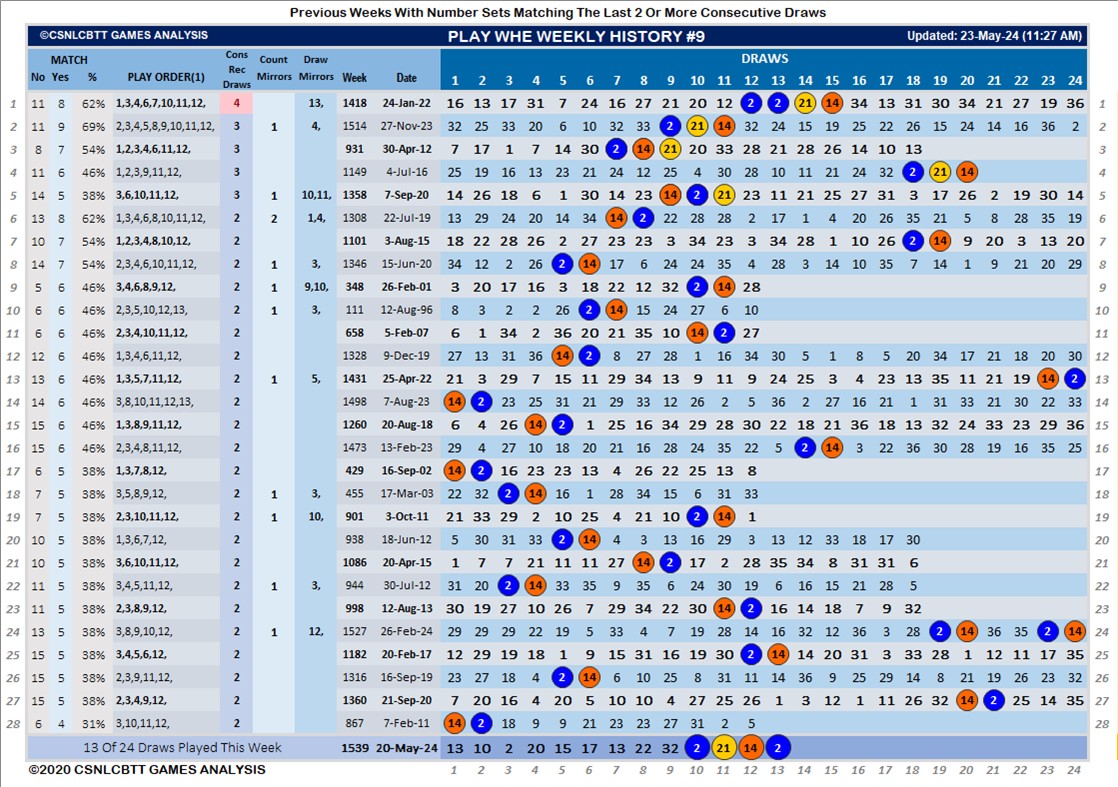 Previous Weeks With Number Sets Matching The Last 2 Or More Consecutive Draws
©CSNLCBTT GAMES ANALYSIS PLAY WHE WEEKLY HISTORY #9 Updated: 23-May-24 (11:27 AM)
MATCH Cons Count Draw DRAWS
No Yes % PLAY ORDER(1) Rec Draws Mirrors Mirrors Week Date 1 2 3 4 5 6 7 8 9 10 11 12 13 14 15 16 17 18 19 20 21 22 23 24
1 11 8 62% 1,3,4,6,7,10,11,12, 4 13, 1418 24-Jan-22 16 13 17 31 7 24 16 27 21 20 12 2 2 21 14 34 13 31 30 34 21 27 19 36 1
2 11 9 69% 2,3,4,5,8,9,10,11,12, 3 1 4, 1514 27-Nov-23 32 25 33 20 6 10 27 32 33 2 21 14 32 24 15 19 25 22 26 15 24 14 16 36 2 2
3 8 7 54% 1,2,3,4,6,11,12, 3 931 30-Apr-12 7 17 1 7 14 30 2 14 21 20 33 28 21 28 26 14 10 13 3
4 11 6 46% 1,2,3,9,11,12, 3 1149 4-Jul-16 25 19 16 13 23 21 24 12 25 4 30 28 10 11 21 24 32 2 21 14 4
5 14 5 38% 3,6,10,11,12, 3 1 10,11, 1358 7-Sep-20 14 26 18 6 1 30 14 23 14 2 21 23 11 21 25 27 31 3 17 26 2 19 30 14 5
6 13 8 62% 1,3,4,6,8,10,11,12, 2 2 1,4, 1308 22-Jul-19 13 29 24 20 14 34 14 2 22 28 28 2 17 1 4 20 26 35 21 5 8 28 35 19 6
7 10 7 54% 1,2,3,4,8,10,12, 2 1101 3-Aug-15 18 22 28 26 2 27 23 23 3 34 23 3 34 28 1 10 26 2 14 9 20 3 13 20 7
8 14 7 54% 2,3,4,6,10,11,12, 2 1 3, 1346 15-Jun-20 34 12 2 26 2 14 17 6 24 24 35 4 28 3 14 10 35 7 14 1 5 21 20 29 8
9 5 6 46% 3,4,6,8,9,12, 2 1 9,10, 348 26-Feb-01 3 20 17 16 3 18 22 12 32 2 14 28 9
10 6 6 46% 2,3,5,10,12,13, 2 1 3, 111 12-Aug-96 8 3 2 2 26 2 14 15 24 27 6 10 10
11 6 6 46% 2,3,4,10,11,12, 2 658 5-Feb-07 6 1 34 2 36 20 21 35 10 14 2 27 11
12 12 6 46% 1,3,4,6,11,12, 2 1328 9-Dec-19 27 13 31 36 14 2 8 27 28 1 16 34 30 5 1 8 5 20 34 17 21 18 20 30 12
13 13 6 46% 1,3,5,7,11,12, 2 1 5, 1431 25-Apr-22 21 3 29 7 15 11 29 34 13 9 11 9 24 25 3 4 23 13 35 11 21 19 14 2 13
14 14 6 46% 3,8,10,11,12,13, 2 1498 7-Aug-23 14 2 23 25 31 21 29 33 12 26 2 5 36 2 27 16 21 1 31 33 21 30 22 33 14
15 15 6 46% 1,3,8,9,11,12, 2 1260 20-Aug-18 6 4 26 14 2 1 25 16 34 29 28 30 22 18 21 36 18 13 32 24 33 23 29 36 15
16 15 6 46% 2,3,4,8,11,12, 2 1473 13-Feb-23 29 4 27 10 18 20 21 16 28 24 35 22 5 2 14 3 22 36 30 28 19 16 35 25 16
17 6 5 38% 1,3,7,8,12, 2 429 16-Sep-02 14 2 16 23 23 13 4 26 22 25 13 8 17
18 7 5 38% 3,5,8,9,12, 2 1 3, 455 17-Mar-03 22 32 2 14 16 1 28 34 15 6 31 33 18
19 7 5 38% 2,3,10,11,12, 2 1 10, 901 3-Oct-11 21 33 29 2 10 25 4 21 10 2 14 1 19
20 10 5 38% 1,3,6,7,12, 2 938 18-Jun-12 5 30 31 33 2 14 4 3 13 16 29 3 13 12 33 18 17 30 20
21 10 5 38% 3,6,10,11,12, 2 1086 20-Apr-15 1 7 7 21 11 11 27 14 2 17 2 28 35 34 8 31 31 6 21
22 11 5 38% 3,4,5,11,12, 2 1 3, 944 30-Jul-12 31 20 2 14 33 35 9 35 6 24 30 19 6 16 15 21 28 5 22
23 11 5 38% 2,3,8,9,12, 2 998 12-Aug-13 30 19 27 10 26 7 29 34 22 30 14 2 16 14 18 7 9 32 23
24 13 5 38% 3,8,9,10,12, 2 1 12, 1527 26-Feb-24 29 29 29 22 19 5 33 4 7 19 28 14 16 32 12 36 3 28 2 14 36 35 2 14 24
25 15 5 38% 3,4,5,6,12, 2 1182 20-Feb-17 12 29 19 18 1 9 15 31 16 19 30 2 14 14 20 31 3 33 28 1 12 11 17 35 25
26 15 5 38% 2,3,9,11,12, 2 1316 16-Sep-19 23 27 18 4 2 14 6 10 25 8 31 11 14 36 9 25 29 14 8 21 19 26 23 32 26
27 15 5 38% 2,3,4,9,12, 2 1360 21-Sep-20 7 20 16 4 20 5 10 10 4 27 25 26 1 3 12 1 11 26 32 14 2 25 14 35 27
28 6 4 31% 3,10,11,12, 2 867 7-Feb-11 14 2 18 9 9 21 23 23 27 31 2 5 28
13 Of 24 Draws Played This Week 1539 20-May-24 13 10 2 20 15 17 13 22 32 2 21 14 2
©2020 CSNLCBTT GAMES ANALYSIS 1 2 3 4 5 6 7 8 9 10 11 12 13 14 15 16 17 18 19 20 21 22 23 24